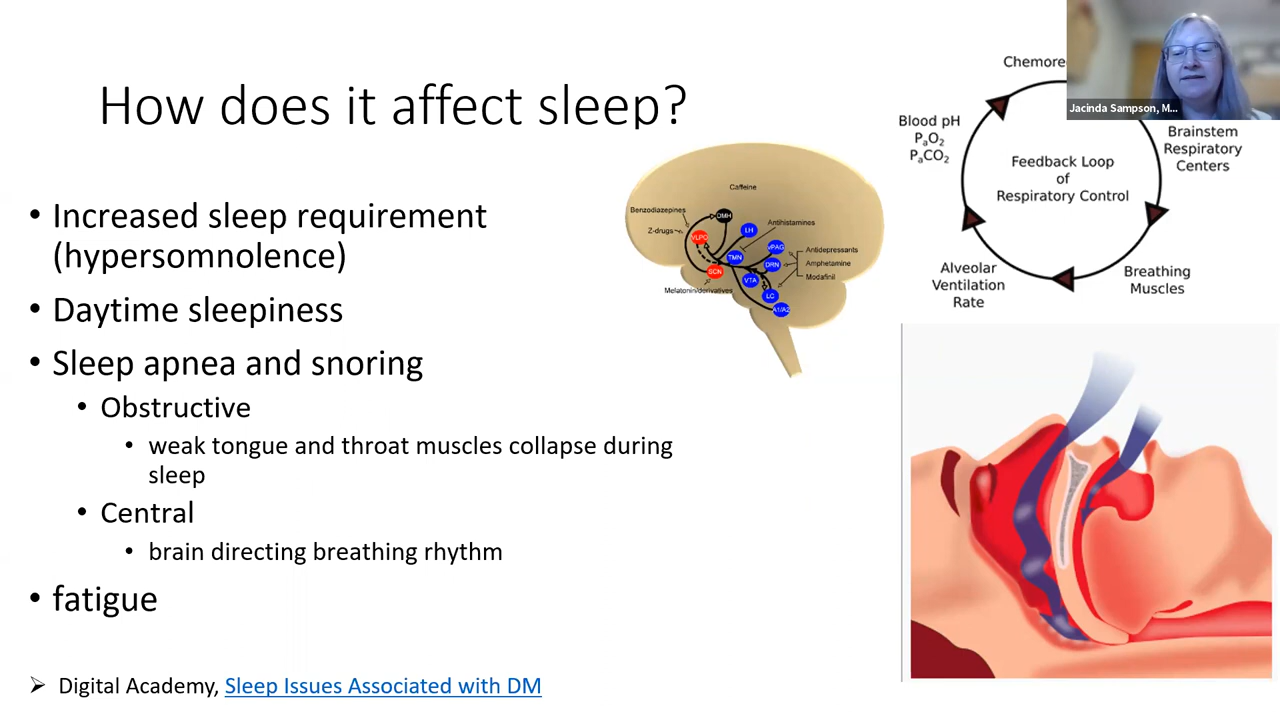 How does it affect sleep?
• Increased sleep requirement
(hypersomnolence)
• Daytime sleepiness
• Sleep apnea and snoring
• Obstructive
• weak tongue and throat muscles collapse during
sleep
• Central
• brain directing breathing rhythm
• fatigue
➢ Digital Academy, Sleep Issues Associated with DM
Caffeine
Benzodiazepines
Z-drugs
Melatonin/derivatives
Antihistamines
Antidepressants
Amphetamine
Modafinil
DMH
VLPO
SCN
LH
TMN
vPAG
DRN
VTA
LC
A1/A2
Chemore
Blood pH
PaO2
PaCO2
Feedback Loop
of
Respiratory Control
Brainstem
Respiratory
Centers
Alveolar
Ventilation
Rate
Breathing
Muscles
Jacinda Sampson, M...